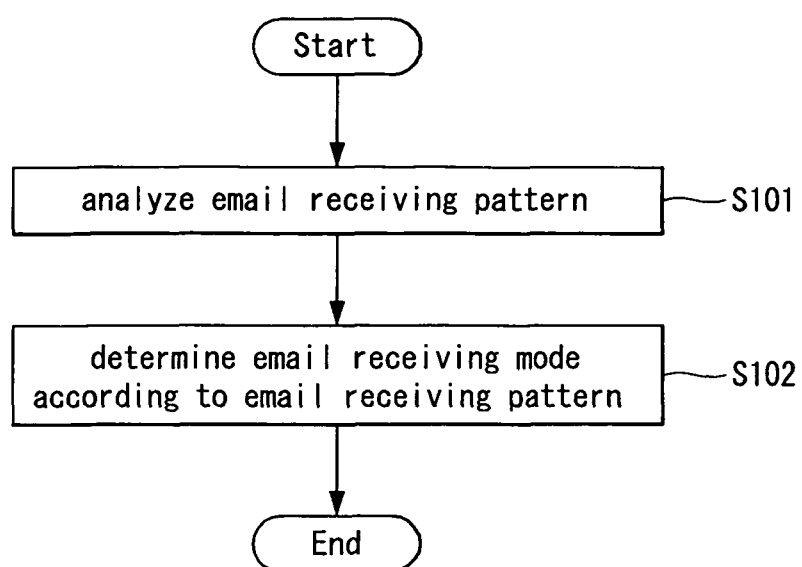 Start
analyze email receiving pattern
S101
determine email receiving mode
according to email receiving pattern
S102
End